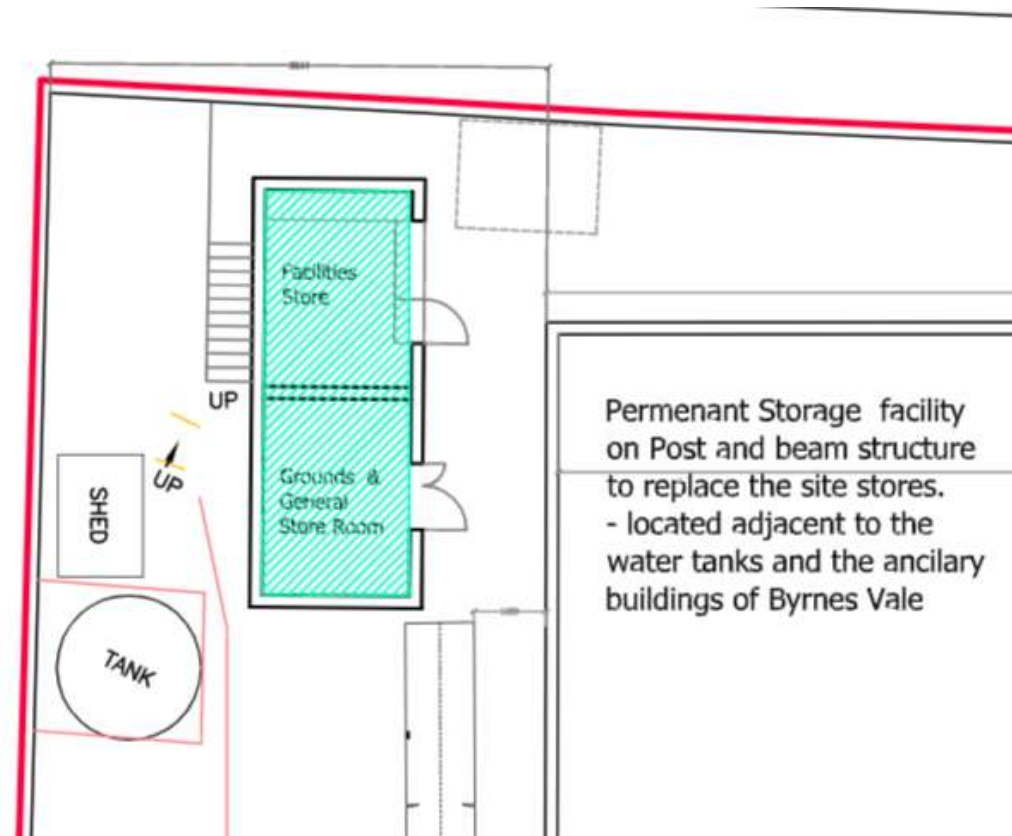 Facilities
Store
UP
UP
SHED
Grounds &
General
Store Room
TANK
Permenant Storage facility
on Post and beam structure
to replace the site stores.
- located adjacent to the
water tanks and the ancilary
buildings of Byrnes Vale